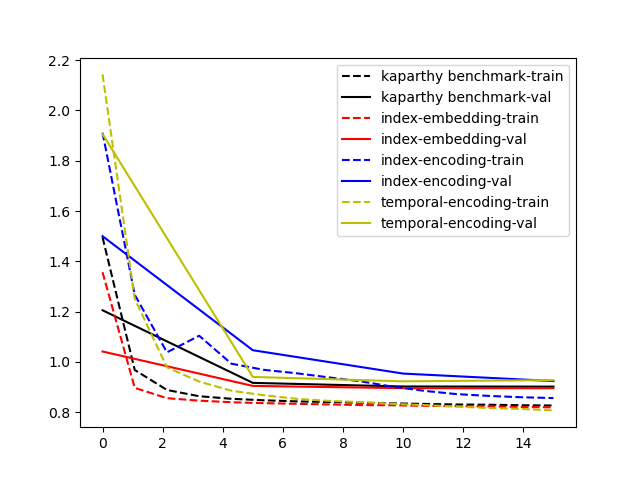 2.2
2.0
1.8
1.6
1.4
1.2
1.0
0.8
0 2 4 6 8 10 12 14
kaparthy benchmark-train
kaparthy benchmark-val
index-embedding-train
index-embedding-val
index-encoding-train
index-encoding-val
temporal-encoding-train
temporal-encoding-val